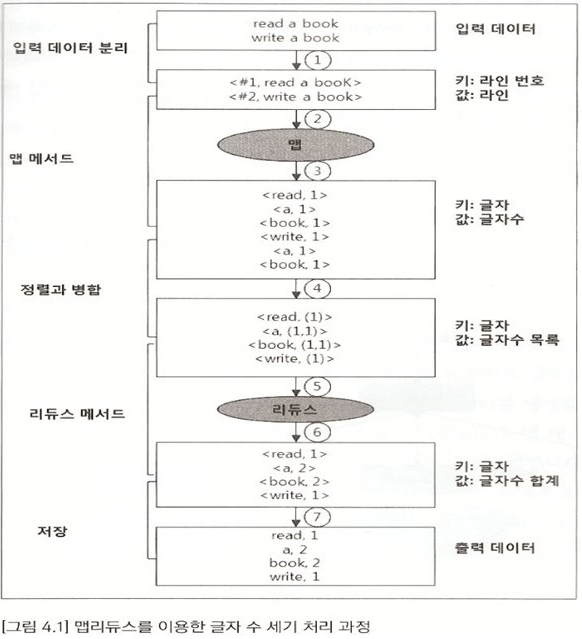 read a book
write a book
입력 데이터
입력 데이터 분리
1
<#1, read a booK>
<#2, write a book>
키: 라인 번호
값: 라인
2
맵
맵 메서드
3
<read, 1>
<a, 1>
<book, 1>
<write, 1>
<a, 1>
<book, 1>
키: 글자
값: 글자수
정렬과 병합
4
<read, (1)>
<a, (1,1)>
<book, (1,1)>
<write, (1)>
키: 글자
값: 글자수 목록
5
리듀스
리듀스 메서드
6
<read, 1>
<a, 2>
<book, 2>
<write, 1>
키: 글자
값: 글자수 합계
7
저장
read, 1
a, 2
book, 2
write, 1
출력 데이터
[그림 4.1] 맵리듀스를 이용한 글자 수 세기 처리 과정